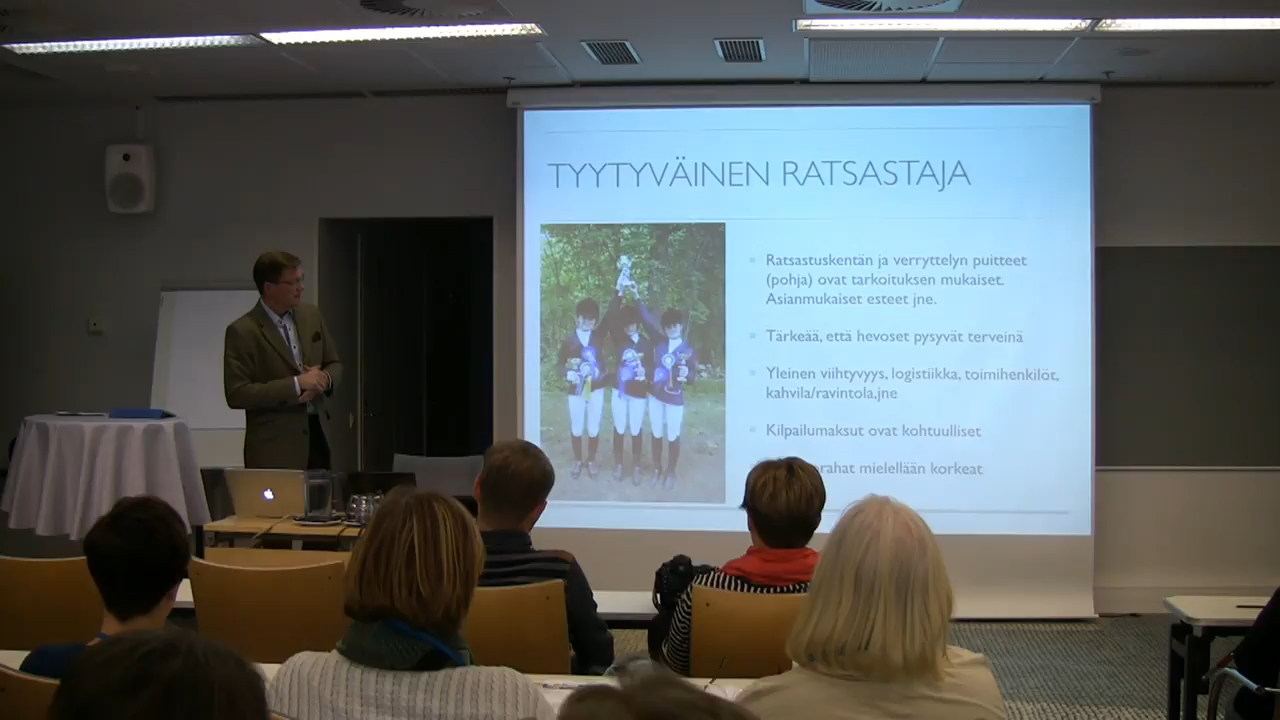 TYYTYVÄINEN RATSASTAJA
Ratsastuskentän ja verryttelyn puitteet
(pohja) ovat tarkoituksen mukaiset.
Asianmukaiset esteet jne.
Tärkeää, että hevoset pysyvät terveinä
Yleinen viihtyvyys, logistiikka, toimihenkilöt,
kahvila/ravintola,jne
Kilpailumaksut ovat kohtuulliset
mielellään korkeat